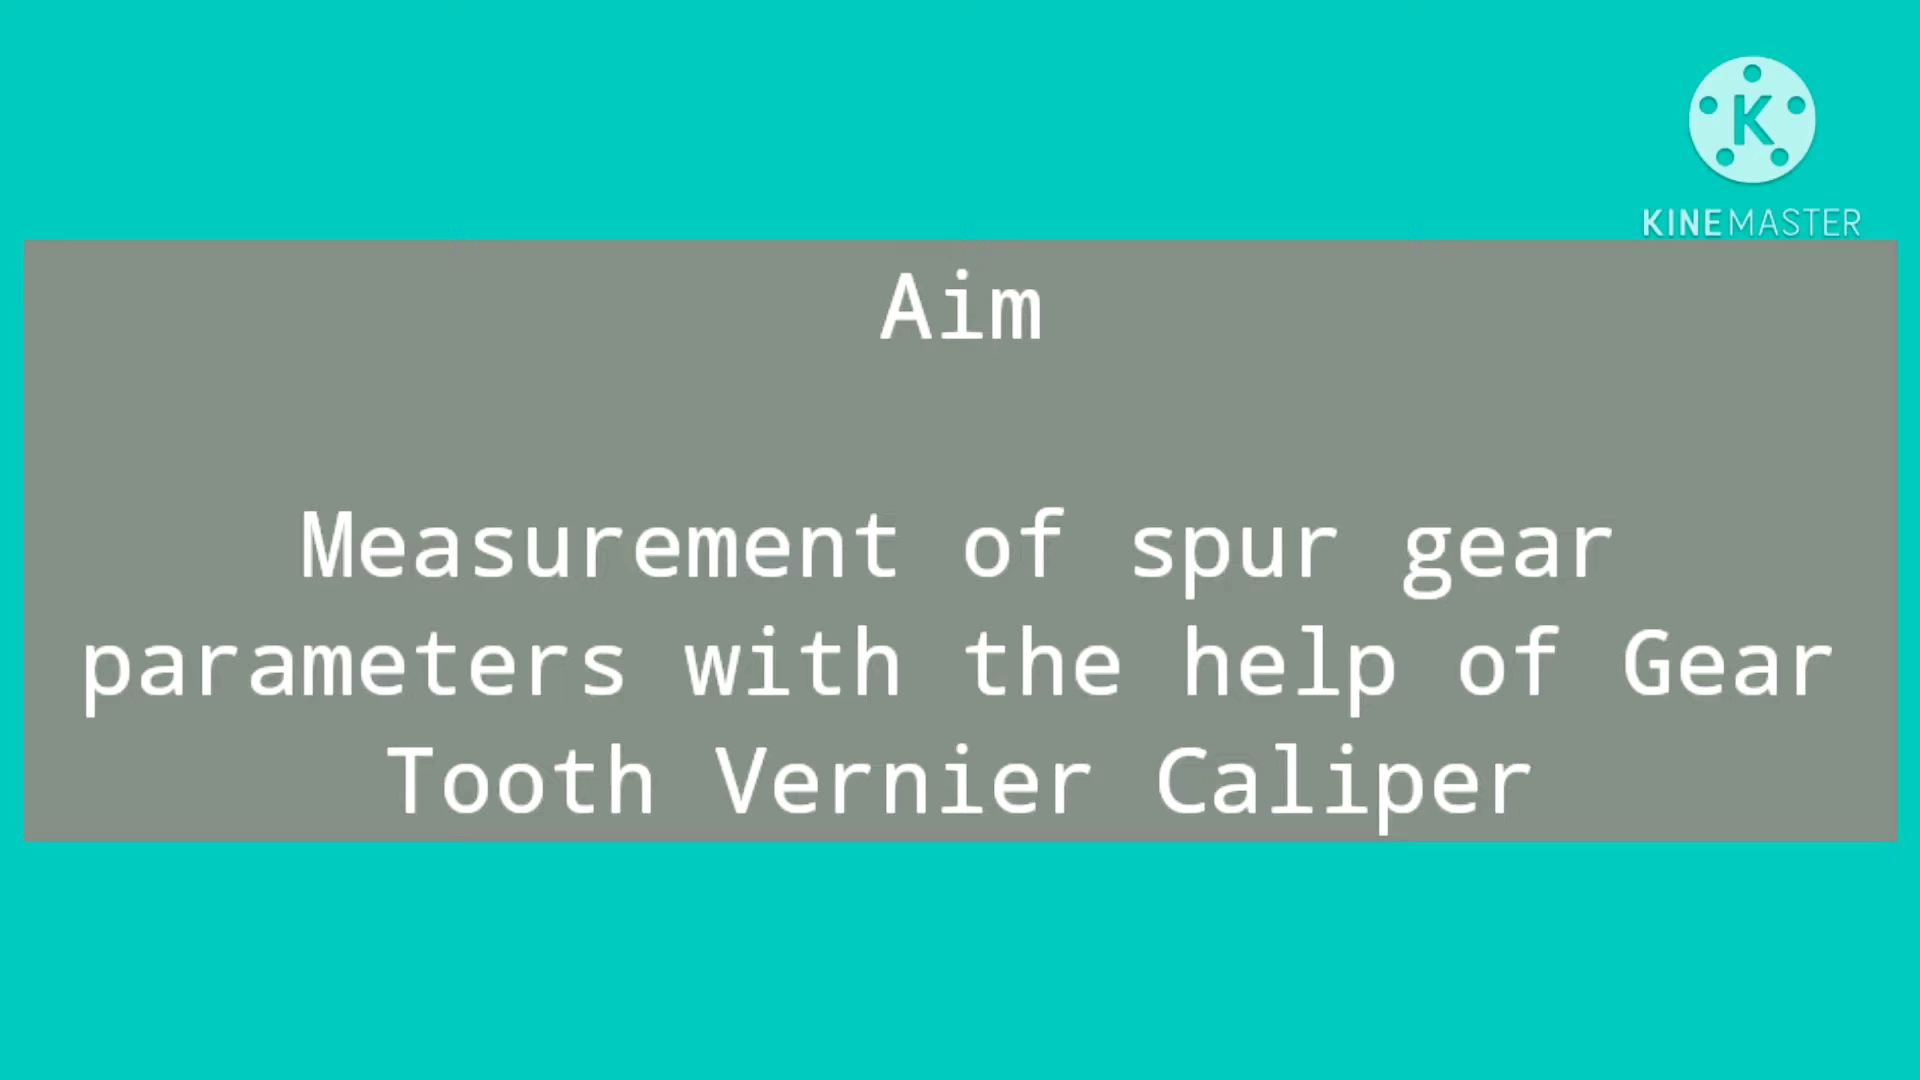 K
KINEMASTER
Aim
Measurement of spur gear
parameters with the help of Gear
Tooth Vernier Caliper